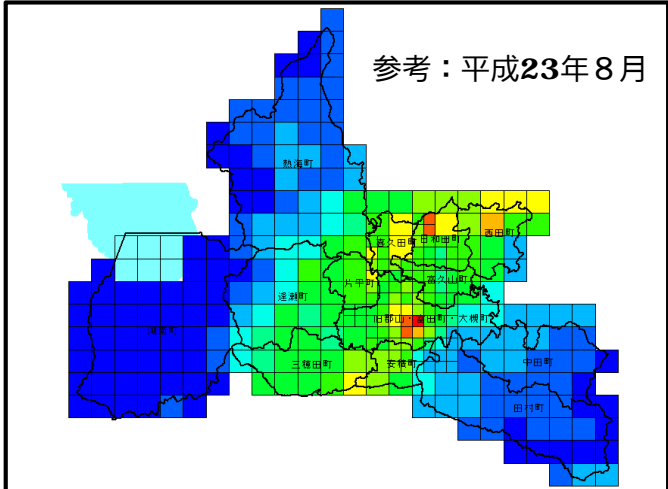 参考：平成23年８月
熱海町
喜久田町
日和田町
西田町
片平町
富久山町
逢瀬町
旧郡山・富田町・大槻町
湖南町
三穂田町
安積町
中田町
田村町